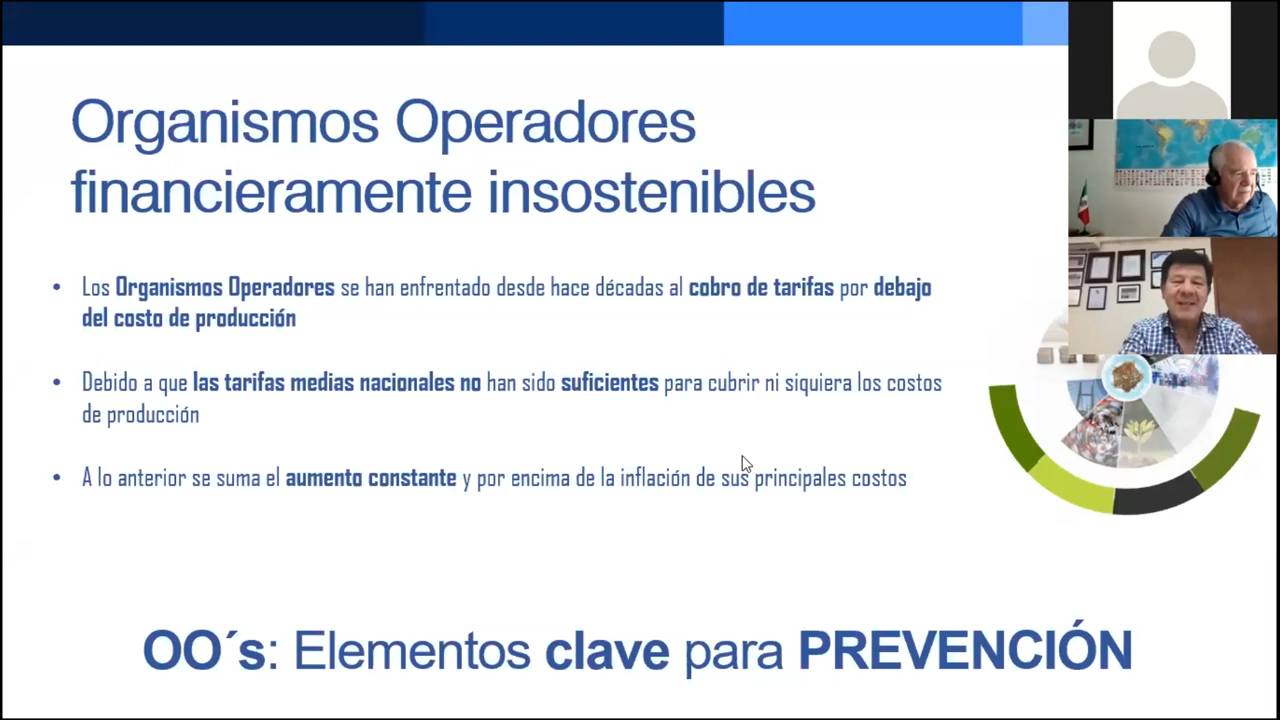 Organismos Operadores
financieramente insostenibles
• Los Organismos Operadores se han enfrentado desde hace décadas al cobro de tarifas por debajo
del costo de producción
• Debido a que las tarifas medias nacionales no han sido suficientes para cubrir ni siquiera los costos
de producción
• A lo anterior se suma el aumento constante y por encima de la inflación de sus principales costos
OO´s: Elementos clave para PREVENCIÓN